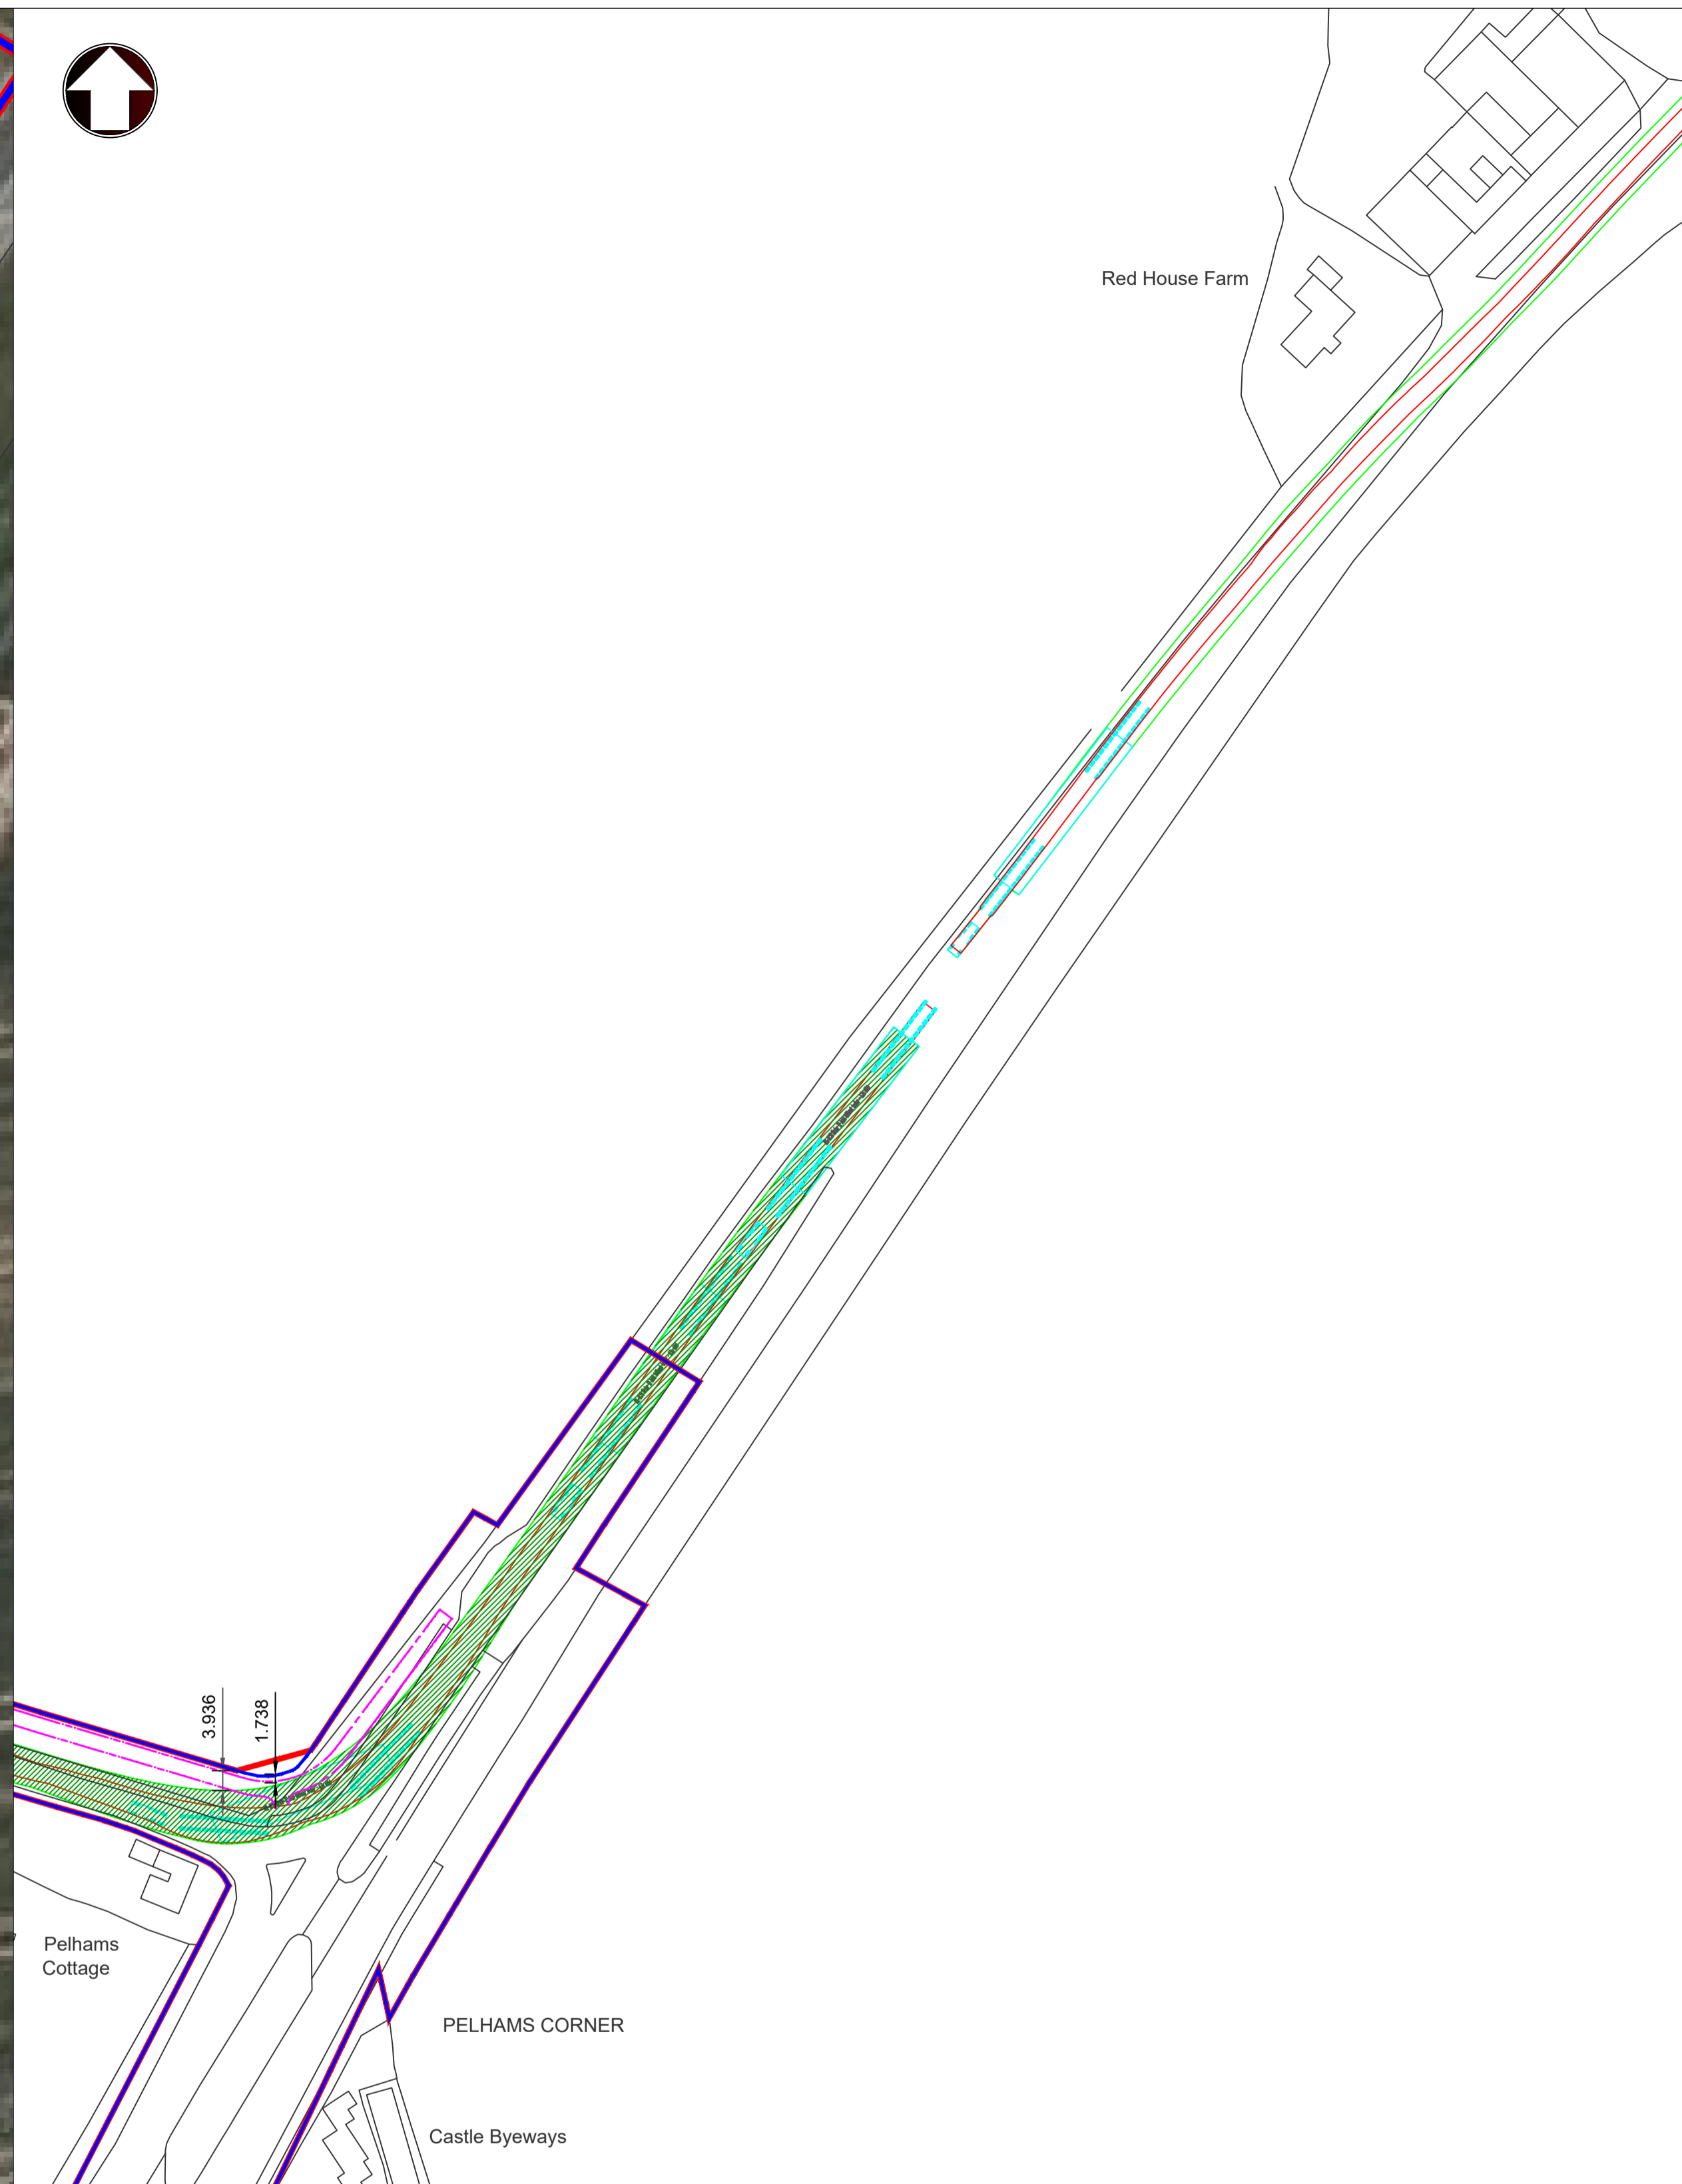 Red House Farm
3.936
1.738
Pelhams
Cottage
PELHAMS CORNER
Castle Byeways